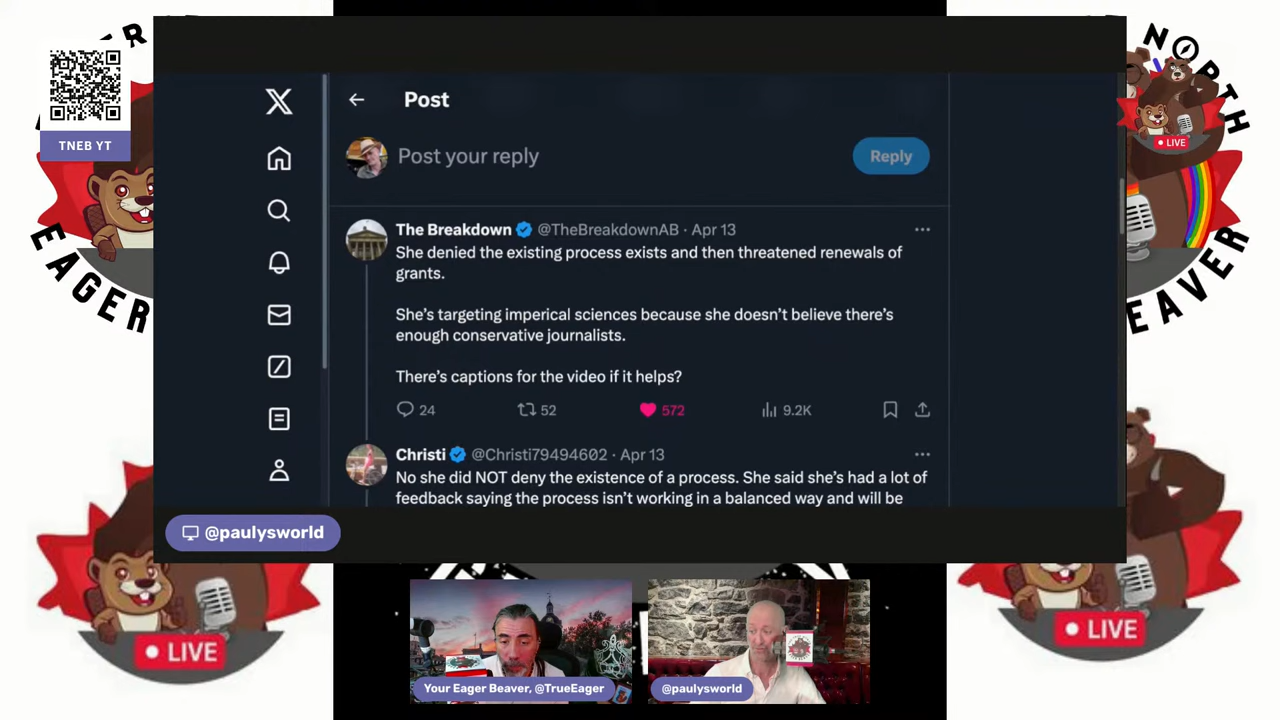 TNEB YT
NORTH
EAGER
EAVER
LIVE
Post
Post your reply
Reply
The Breakdown @TheBreakdownAB · Apr 13
She denied the existing process exists and then threatened renewals of
grants.
She's targeting imperical sciences because she doesn't believe there's
enough conservative journalists.
There's captions for the video if it helps?
24
52
572
9.2K
Christi @Christi79494602 · Apr 13
No she did NOT deny the existence of a process. She said she's had a lot of
feedback saying the process isn't working in a balanced way and will be
@paulysworld
LIVE
LIVE
Your Eager Beaver, @TrueEager
@paulysworld